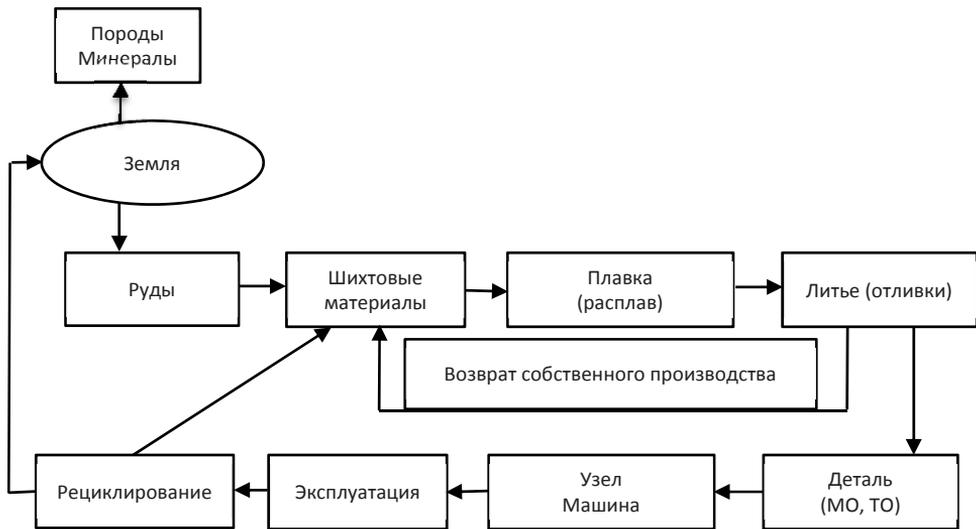 Породы
Минералы
Земля
Руды
Шихтовые
материалы
Плавка
(расплав)
Литье (отливки)
Возврат собственного производства
Рециклирование
Эксплуатация
Узел
Машина
Деталь
(МО, ТО)